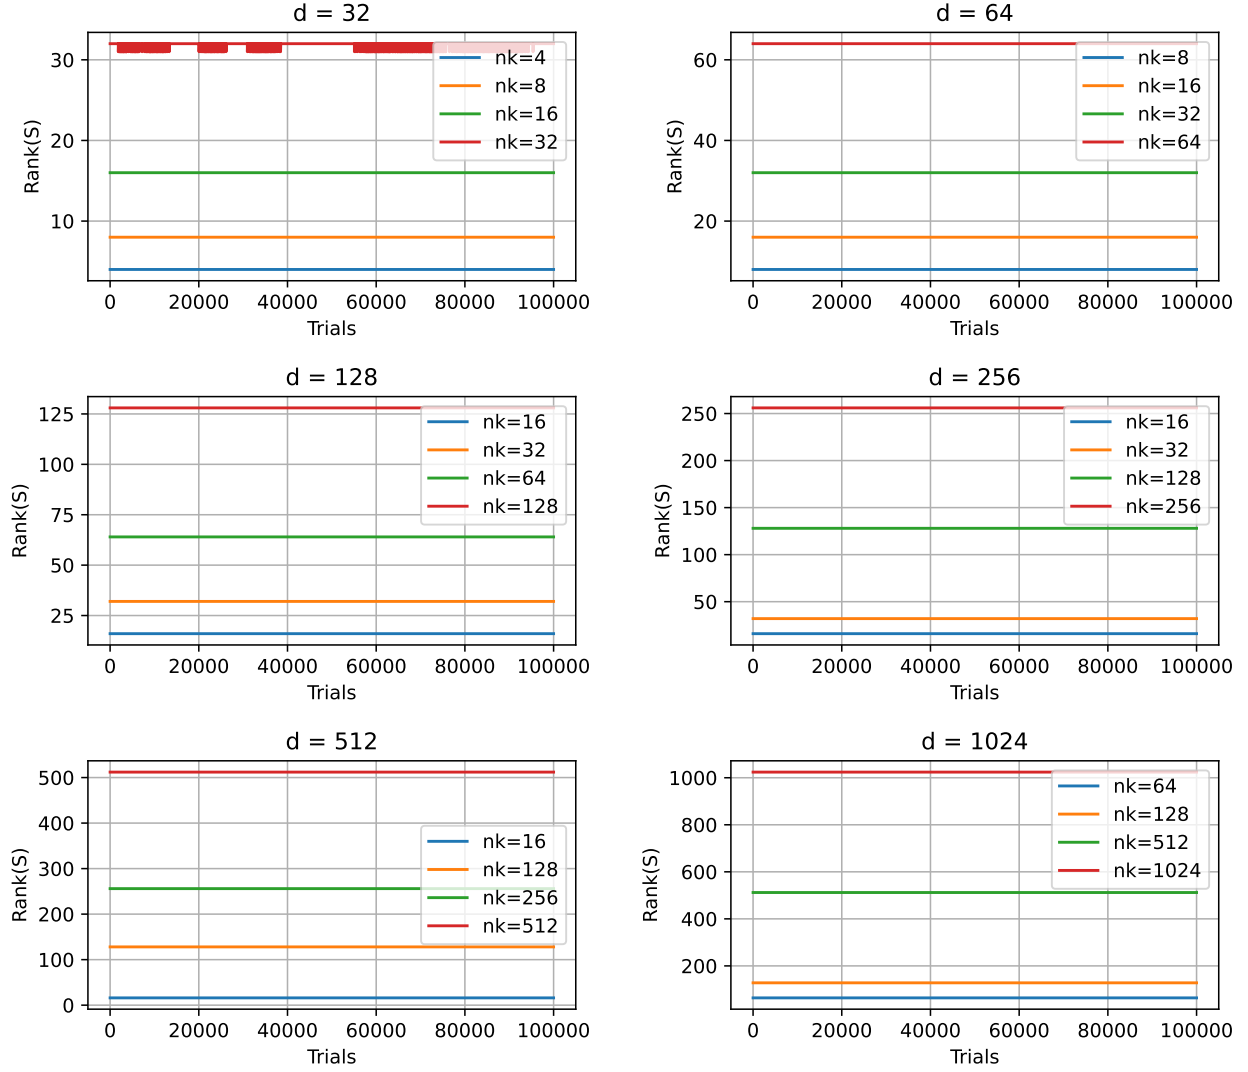 d = 32
30
20
10
Rank(S)
nk=4
nk=8
nk=16
nk=32
0 20000 40000 60000 80000 100000
Trials
d = 64
60
40
20
Rank(S)
nk=8
nk=16
nk=32
nk=64
0 20000 40000 60000 80000 100000
Trials
d = 128
125
100
75
50
25
Rank(S)
nk=16
nk=32
nk=64
nk=128
0 20000 40000 60000 80000 100000
Trials
d = 256
250
200
150
100
50
Rank(S)
nk=16
nk=32
nk=128
nk=256
0 20000 40000 60000 80000 100000
Trials
d = 512
500
400
300
200
100
0
Rank(S)
nk=16
nk=128
nk=256
nk=512
0 20000 40000 60000 80000 100000
Trials
d = 1024
1000
800
600
400
200
Rank(S)
nk=64
nk=128
nk=512
nk=1024
0 20000 40000 60000 80000 100000
Trials